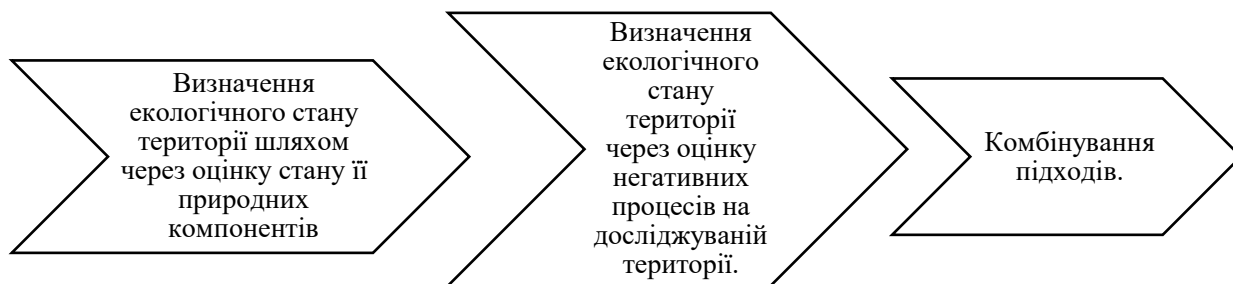 Визначення
екологічного стану
території шляхом
через оцінку стану її
природних
компонентів
Визначення
екологічного
стану
території
через оцінку
негативних
процесів на
досліджуваній
території.
Комбінування
підходів.